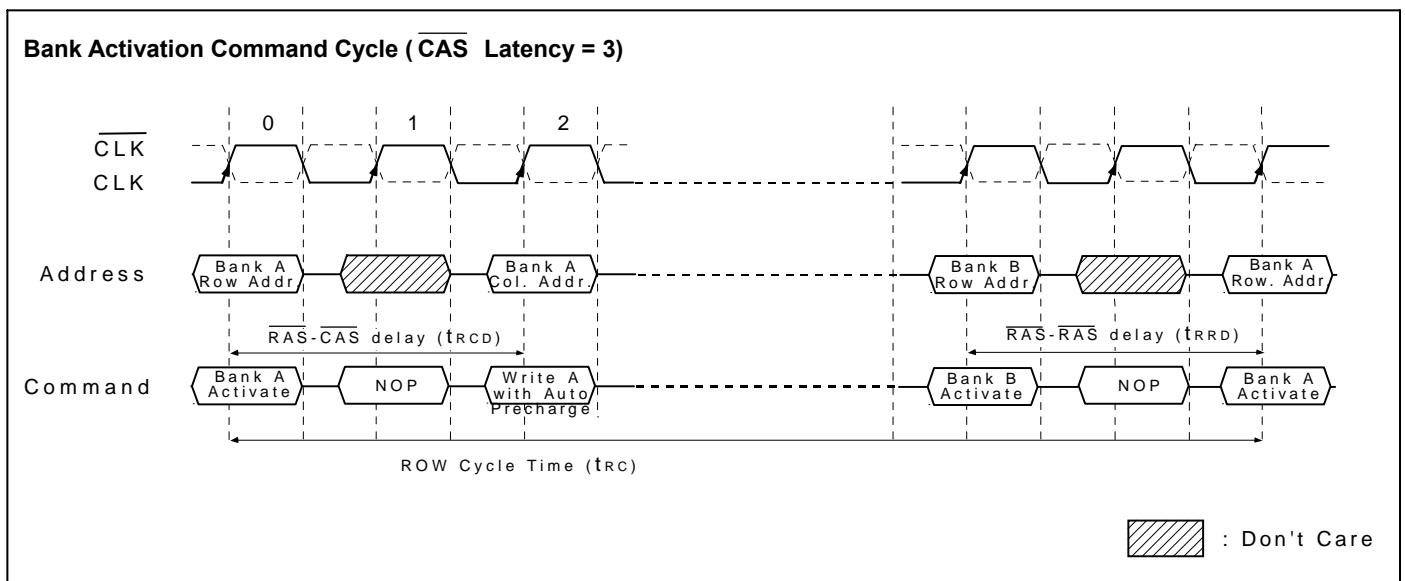 Bank Activation Command Cycle ( CAS Latency = 3)
0 1 2
CLK
CLK
Address
Bank A
Row Addr.
Bank A
Col. Addr.
Bank B
Row Addr.
Bank A
Row. Addr.
RAS-CAS delay (tRCD)
RAS-RAS delay (tRRD)
Command
Bank A
Activate
NOP
Write A
with Auto
Precharge
Bank B
Activate
NOP
Bank A
Activate
ROW Cycle Time (tRC)
: Don't Care